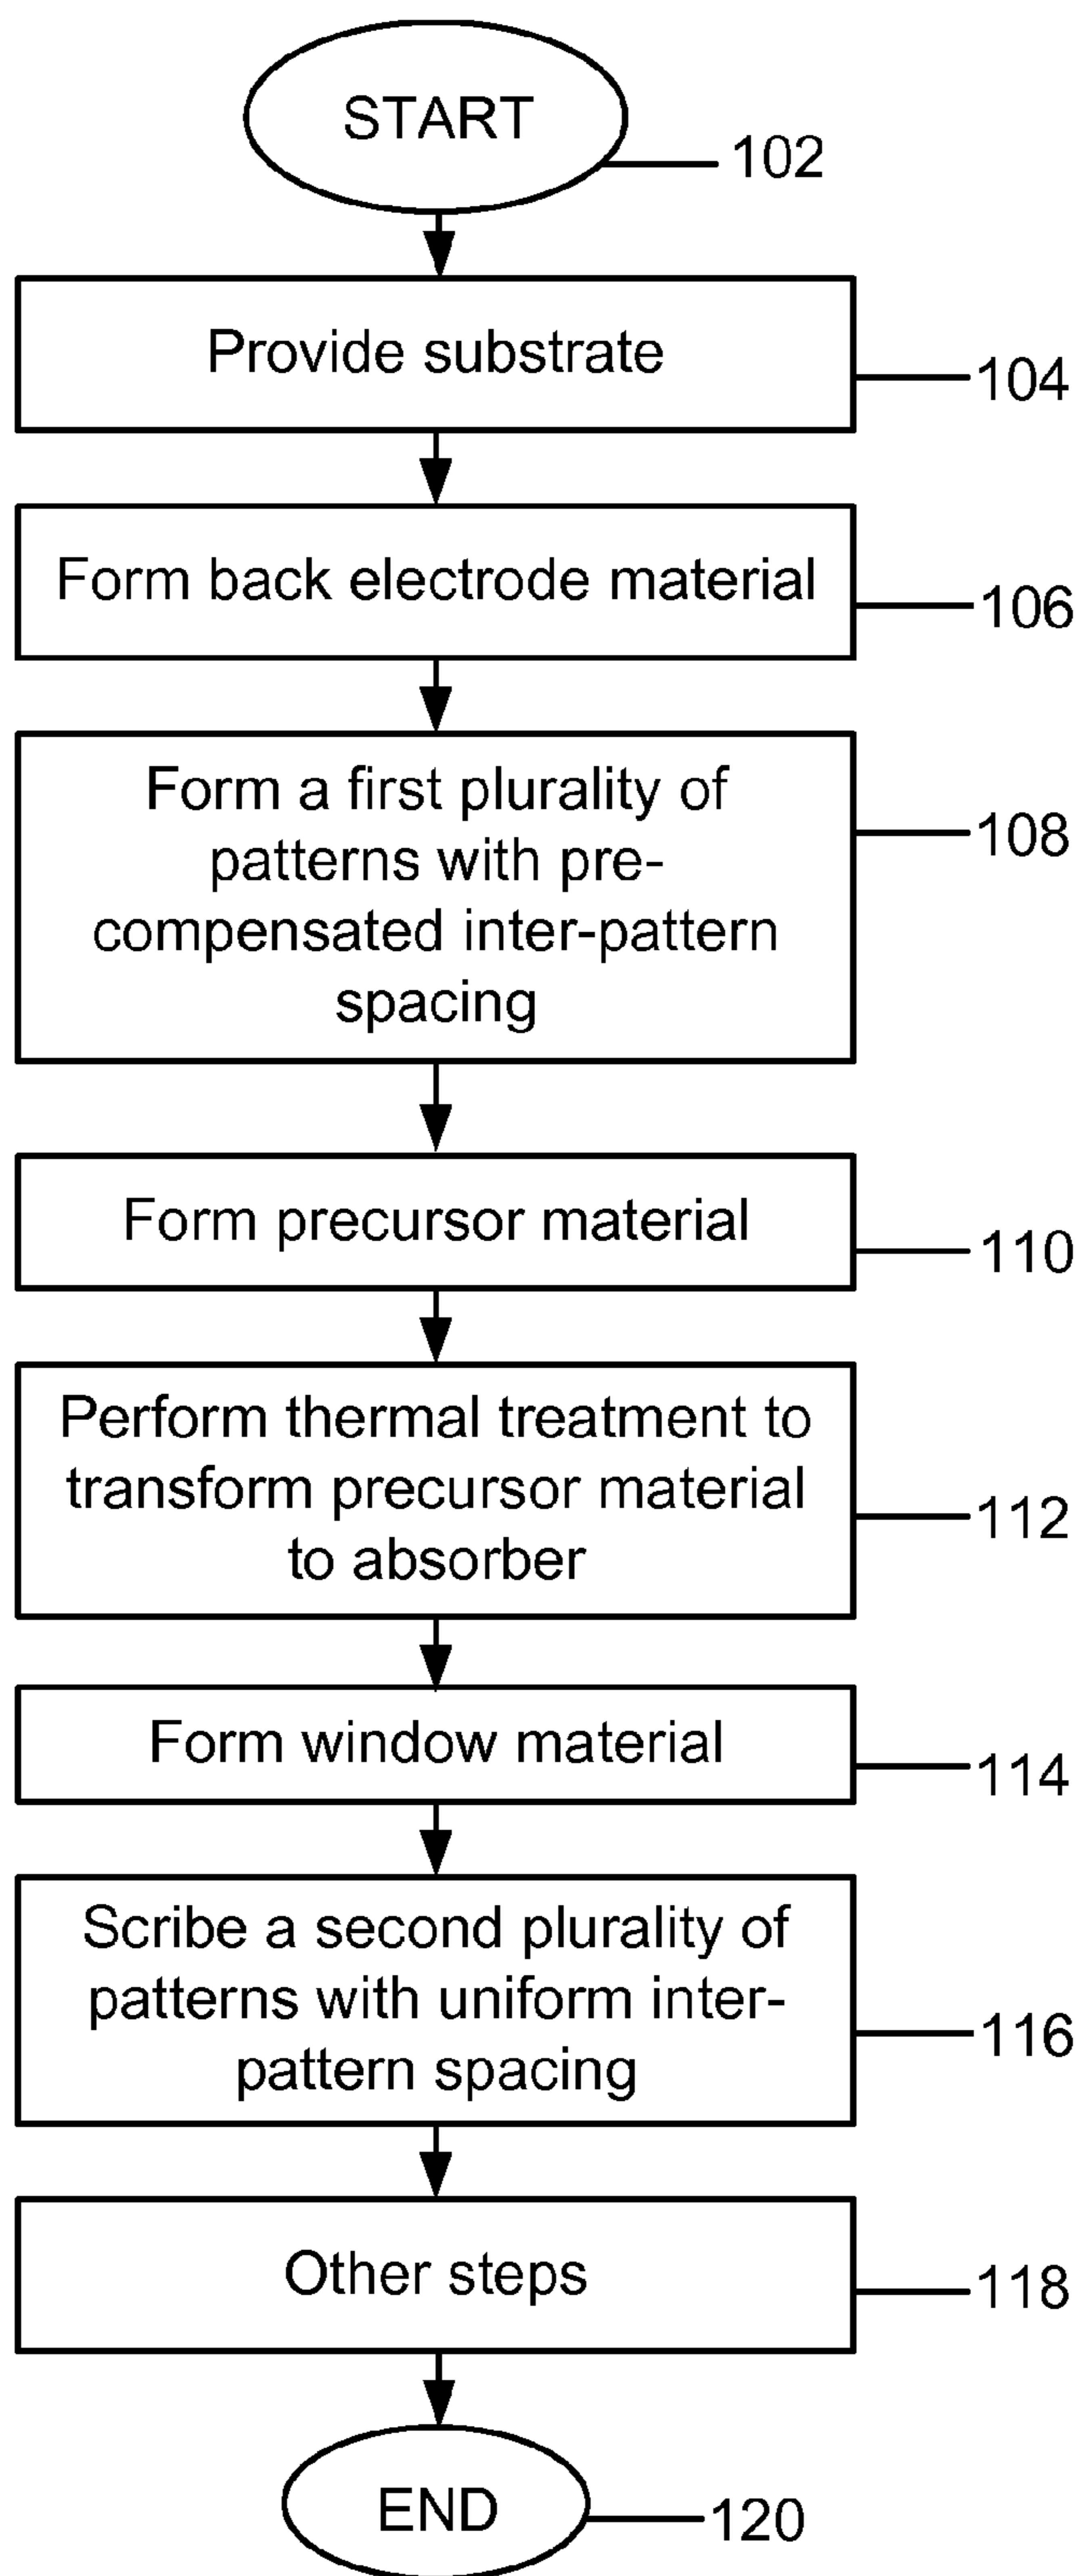 START
102
Provide substrate
104
Form back electrode material
106
Form a first plurality of
patterns with pre-
compensated inter-pattern
spacing
108
Form precursor material
110
Perform thermal treatment to
transform precursor material
to absorber
112
Form window material
114
Scribe a second plurality of
patterns with uniform inter-
pattern spacing
116
Other steps
118
END
120